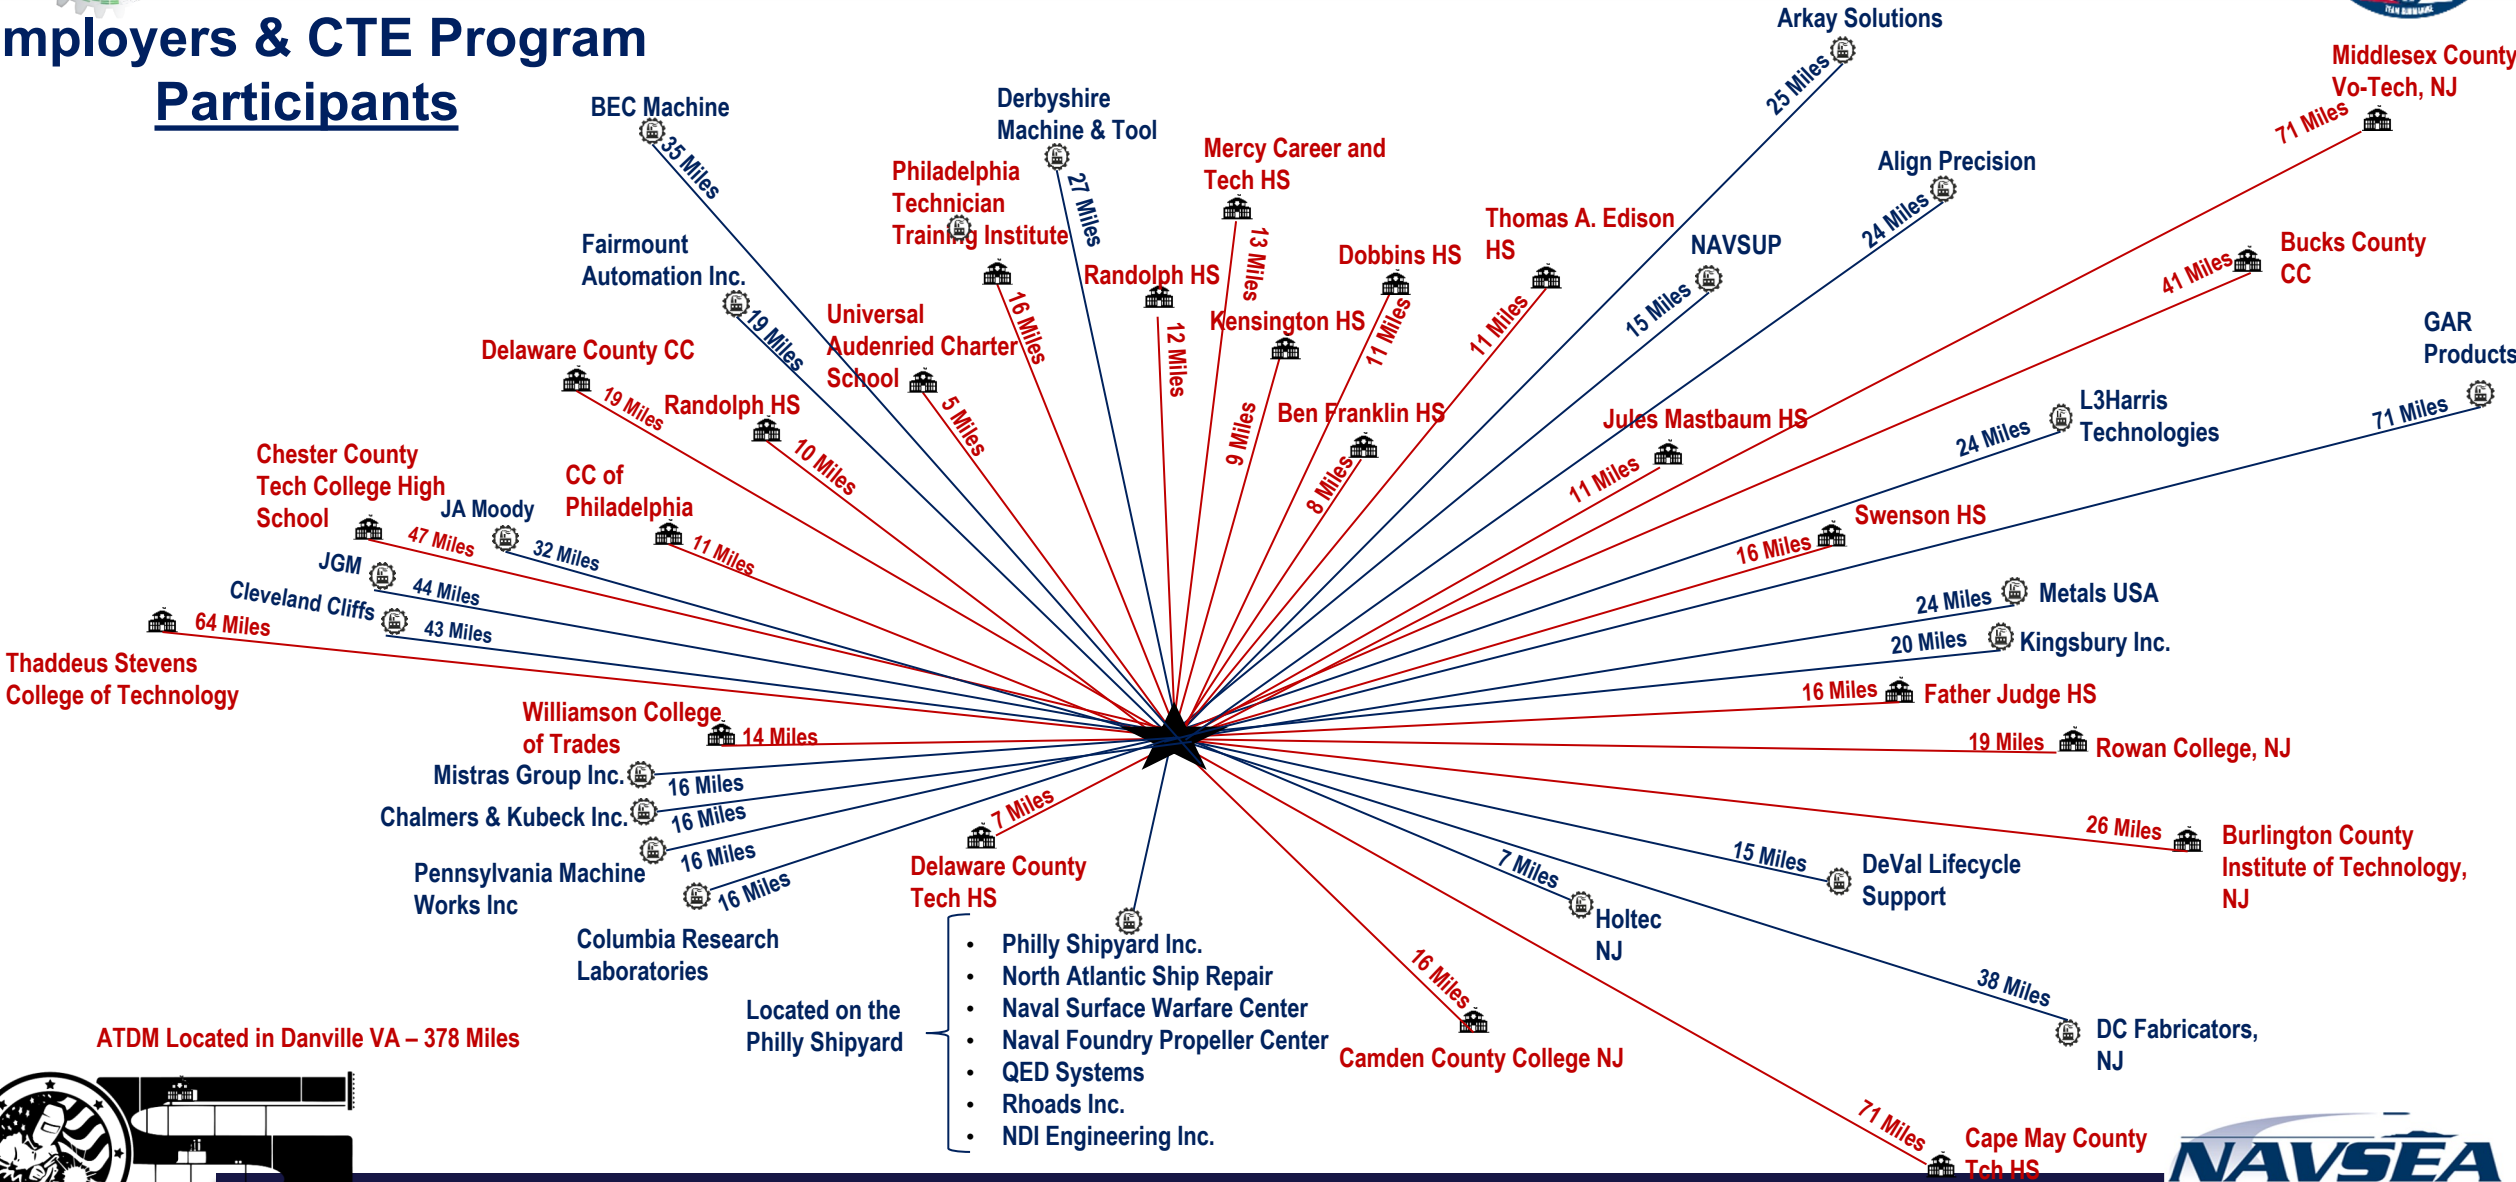 mployers & CTE Program
Participants
Arkay Solutions
25 Miles
Middlesex County
Vo-Tech, NJ
71 Miles
BEC Machine
35 Miles
Derbyshire
Machine & Tool
27 Miles
Mercy Career and
Tech HS
13 Miles
Philadelphia
Technician
Training Institute
16 Miles
Align Precision
24 Miles
Thomas A. Edison
HS
11 Miles
NAVSUP
15 Miles
Bucks County
CC
41 Miles
Fairmount
Automation Inc.
19 Miles
Randolph HS
12 Miles
Dobbins HS
11 Miles
Universal
Audenried Charter
School
5 Miles
Kensington HS
6 Miles
GAR
Products
71 Miles
Delaware County CC
19 Miles
Randolph HS
10 Miles
Ben Franklin HS
8 Miles
Jules Mastbaum HS
11 Miles
L3Harris
Technologies
24 Miles
Chester County
Tech College High
School
47 Miles
JA Moody
32 Miles
CC of
Philadelphia
11 Miles
Swenson HS
16 Miles
JGM
44 Miles
Cleveland Cliffs
43 Miles
64 Miles
Thaddeus Stevens
College of Technology
24 Miles
Metals USA
20 Miles
Kingsbury Inc.
16 Miles
Father Judge HS
Williamson College
of Trades
14 Miles
19 Miles
Rowan College, NJ
Mistras Group Inc.
16 Miles
Chalmers & Kubeck Inc.
16 Miles
Pennsylvania Machine
Works Inc
16 Miles
16 Miles
Columbia Research
Laboratories
7 Miles
Delaware County
Tech HS
26 Miles
Burlington County
Institute of Technology,
NJ
15 Miles
DeVal Lifecycle
Support
7 Miles
Holtec
NJ
38 Miles
DC Fabricators,
NJ
16 Miles
Camden County College NJ
71 Miles
Cape May County
Tch HS
Located on the
Philly Shipyard
• Philly Shipyard Inc.
• North Atlantic Ship Repair
• Naval Surface Warfare Center
• Naval Foundry Propeller Center
• QED Systems
• Rhoads Inc.
• NDI Engineering Inc.
ATDM Located in Danville VA – 378 Miles
NAVSEA